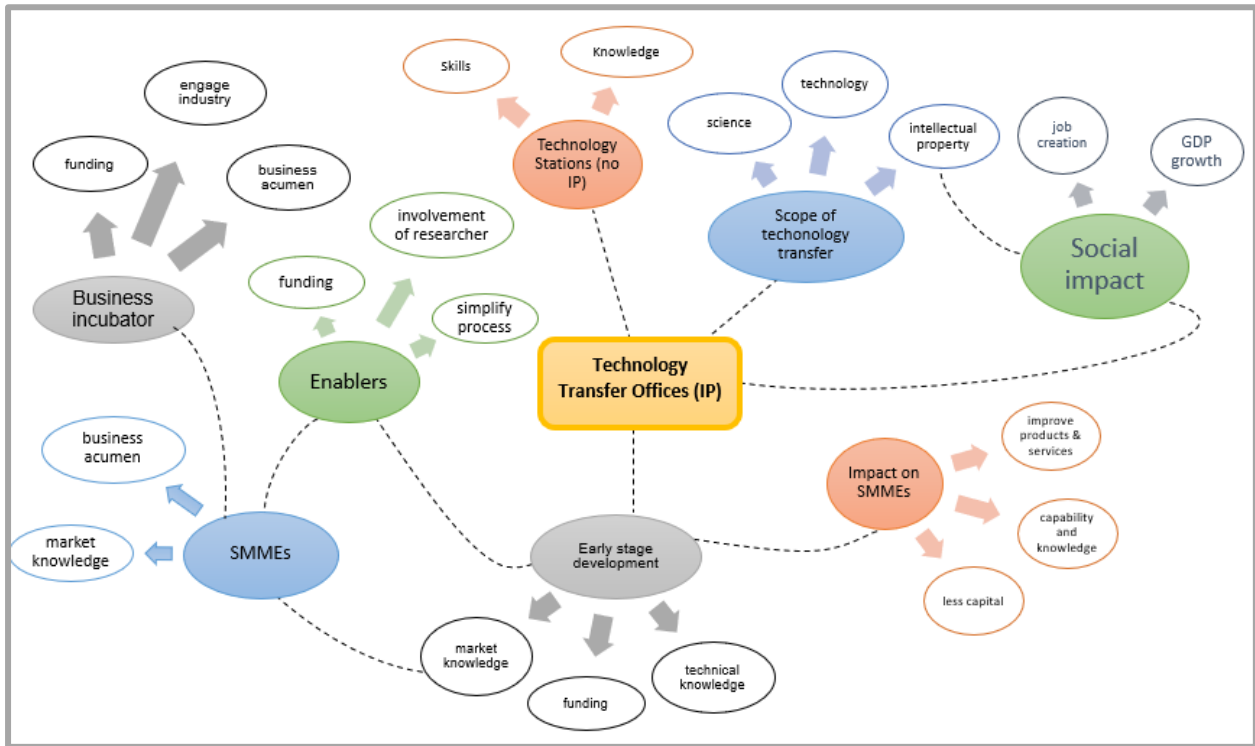 engage
industry
funding
business
acumen
Business
incubator
Skills
Knowledge
Technology
Stations (no
IP)
science
technology
intellectual
property
Scope of
techonology
transfer
job
creation
GDP
growth
Social
impact
involvement
of researcher
funding
simplify
process
Enablers
Technology
Transfer Offices (IP)
business
acumen
market
knowledge
SMMEs
Early stage
development
market
knowledge
funding
technical
knowledge
Impact on
SMMEs
improve
products &
services
capability
and
knowledge
less capital